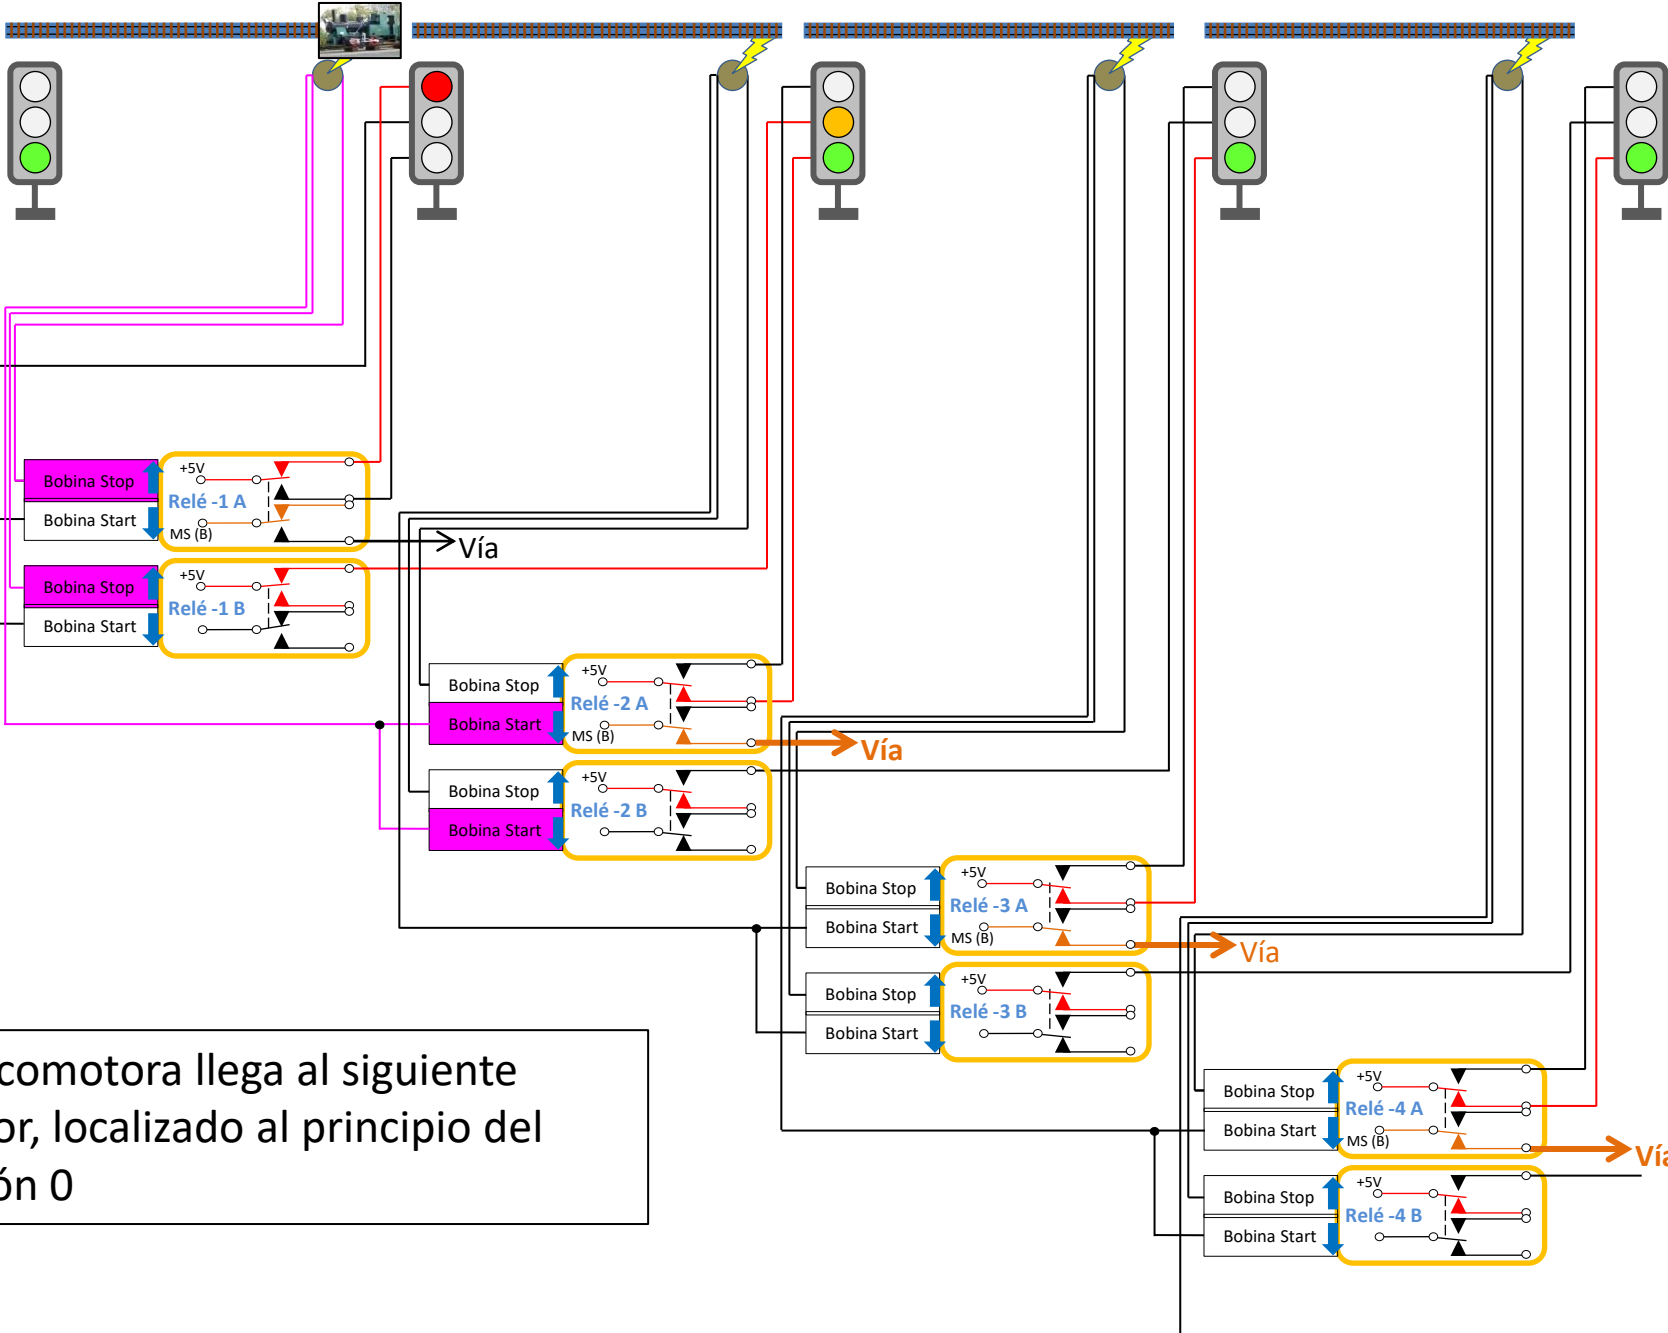 +5V
Bobina Stop
Relé -1 A
Bobina Start
MS (B)
Vía
+5V
Bobina Stop
Relé -1 B
Bobina Start
+5V
Bobina Stop
Relé -2 A
Bobina Start
MS (B)
Vía
+5V
Bobina Stop
Relé -2 B
Bobina Start
+5V
Bobina Stop
Relé -3 A
Bobina Start
MS (B)
Vía
+5V
Bobina Stop
Relé -3 B
Bobina Start
comotora llega al siguiente
or, localizado al principio del
ón 0
+5V
Bobina Stop
Relé -4 A
Bobina Start
MS (B)
Vía
+5V
Bobina Stop
Relé -4 B
Bobina Start